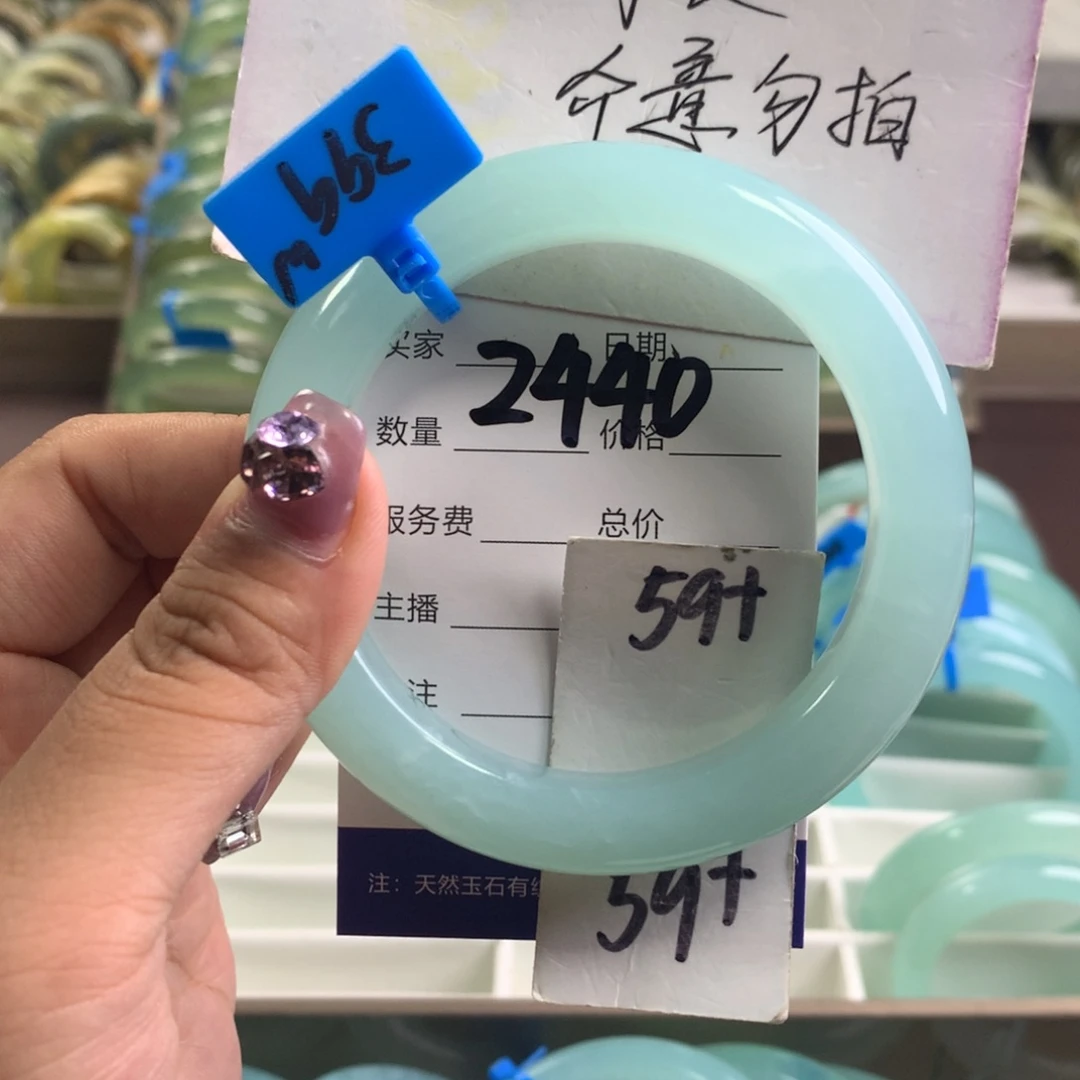 介意勿拍
399
买家 日期
2440
数量 价格
服务费 总价
59+
主播
注
59+
注：天然玉石有